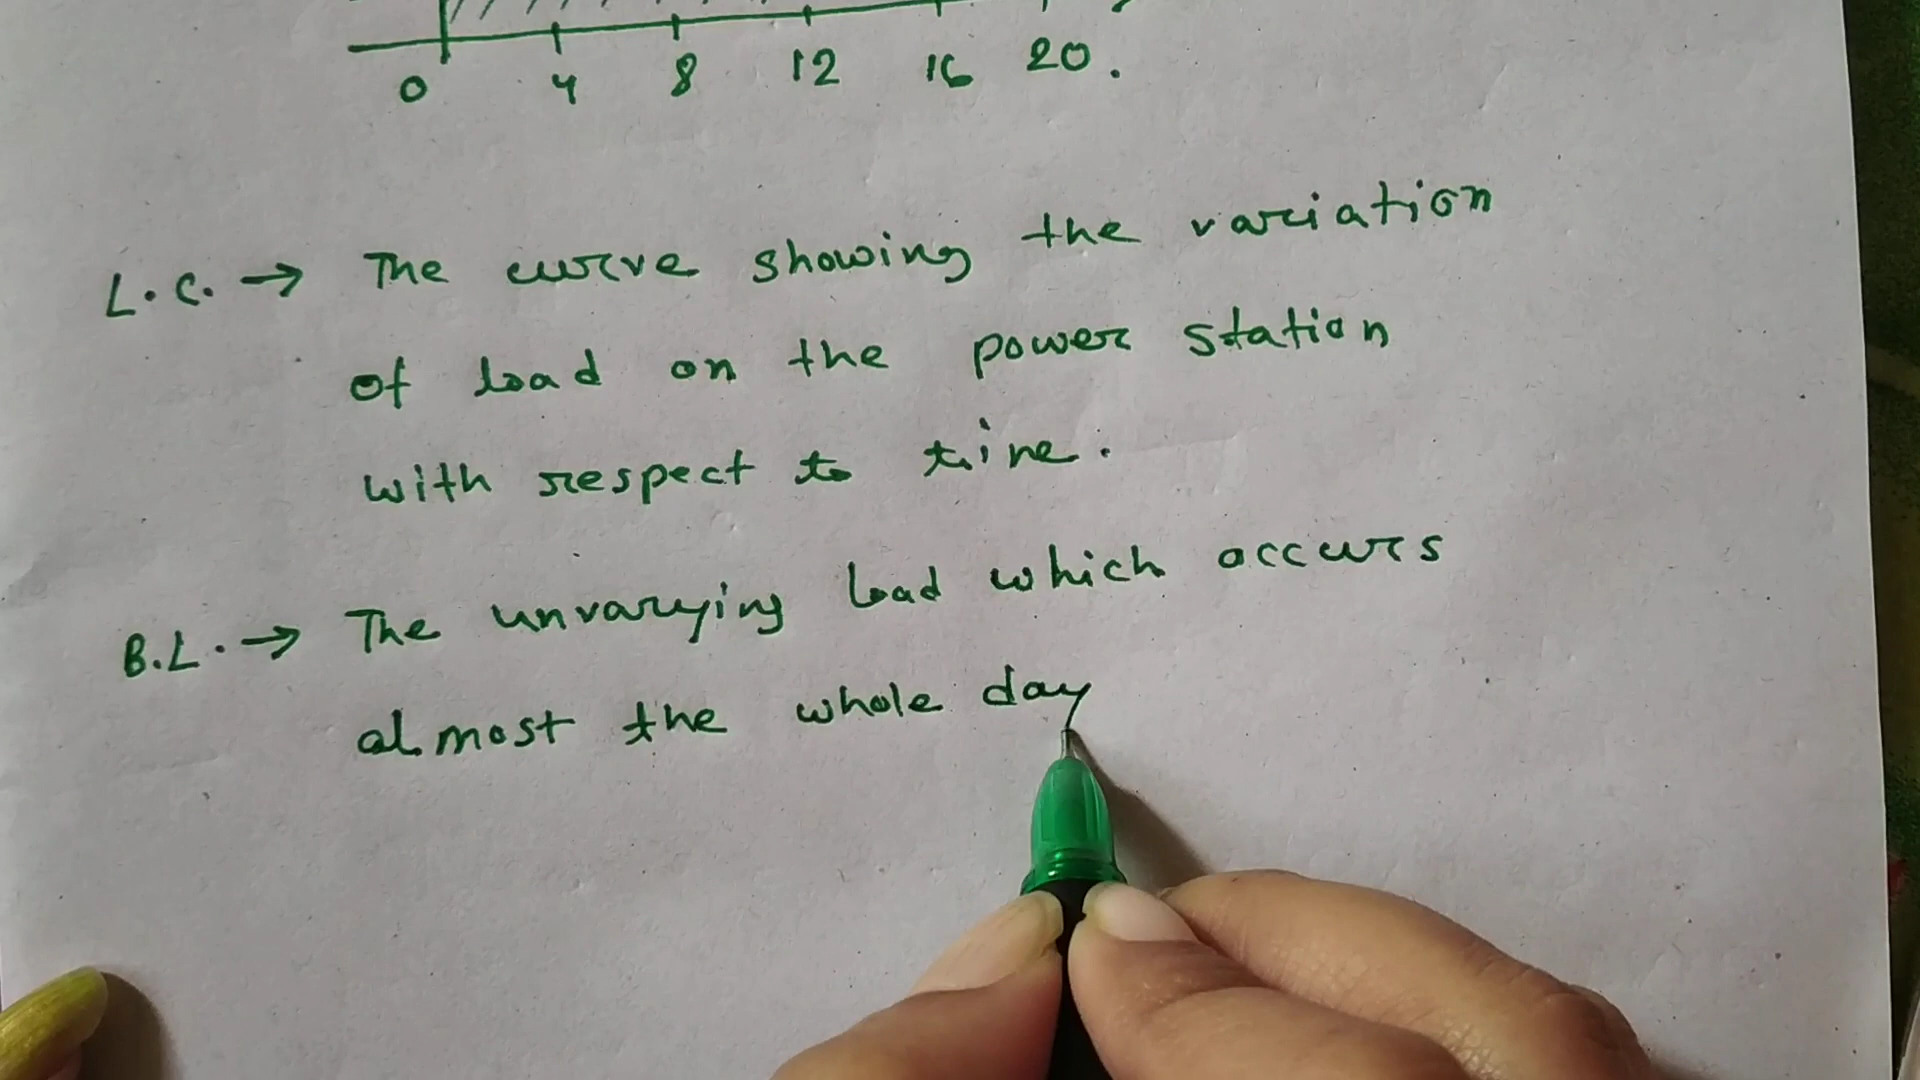 0 4 8 12 16 20.
L.C. → The curve showing the variation
of load on the power station
with respect to time.
B.L. → The unvarying load which occurs
almost the whole day